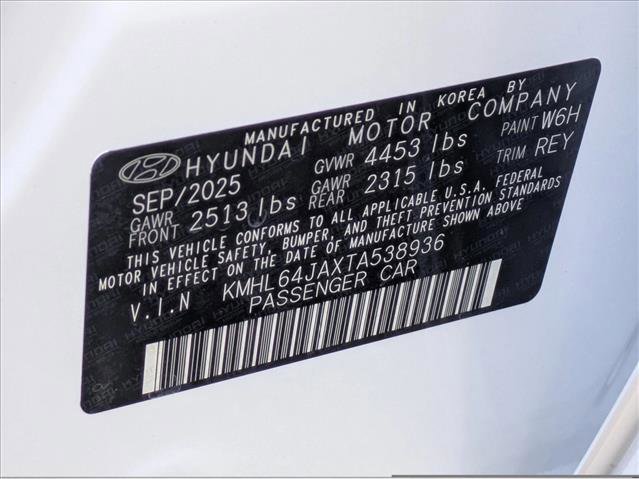 MANUFACTURED IN KOREA BY
HYUNDAI MOTOR COMPANY
SEP/2025 GVWR 4453 lbs PAINT W6H
GAWR FRONT 2513 lbs GAWR REAR 2315 lbs TRIM REY
THIS VEHICLE CONFORMS TO ALL APPLICABLE U.S.A. FEDERAL
MOTOR VEHICLE SAFETY, BUMPER, AND THEFT PREVENTION STANDARDS
IN EFFECT ON THE DATE OF MANUFACTURE SHOWN ABOVE
V.I.N KMHL64JAXTA538936
PASSENGER CAR